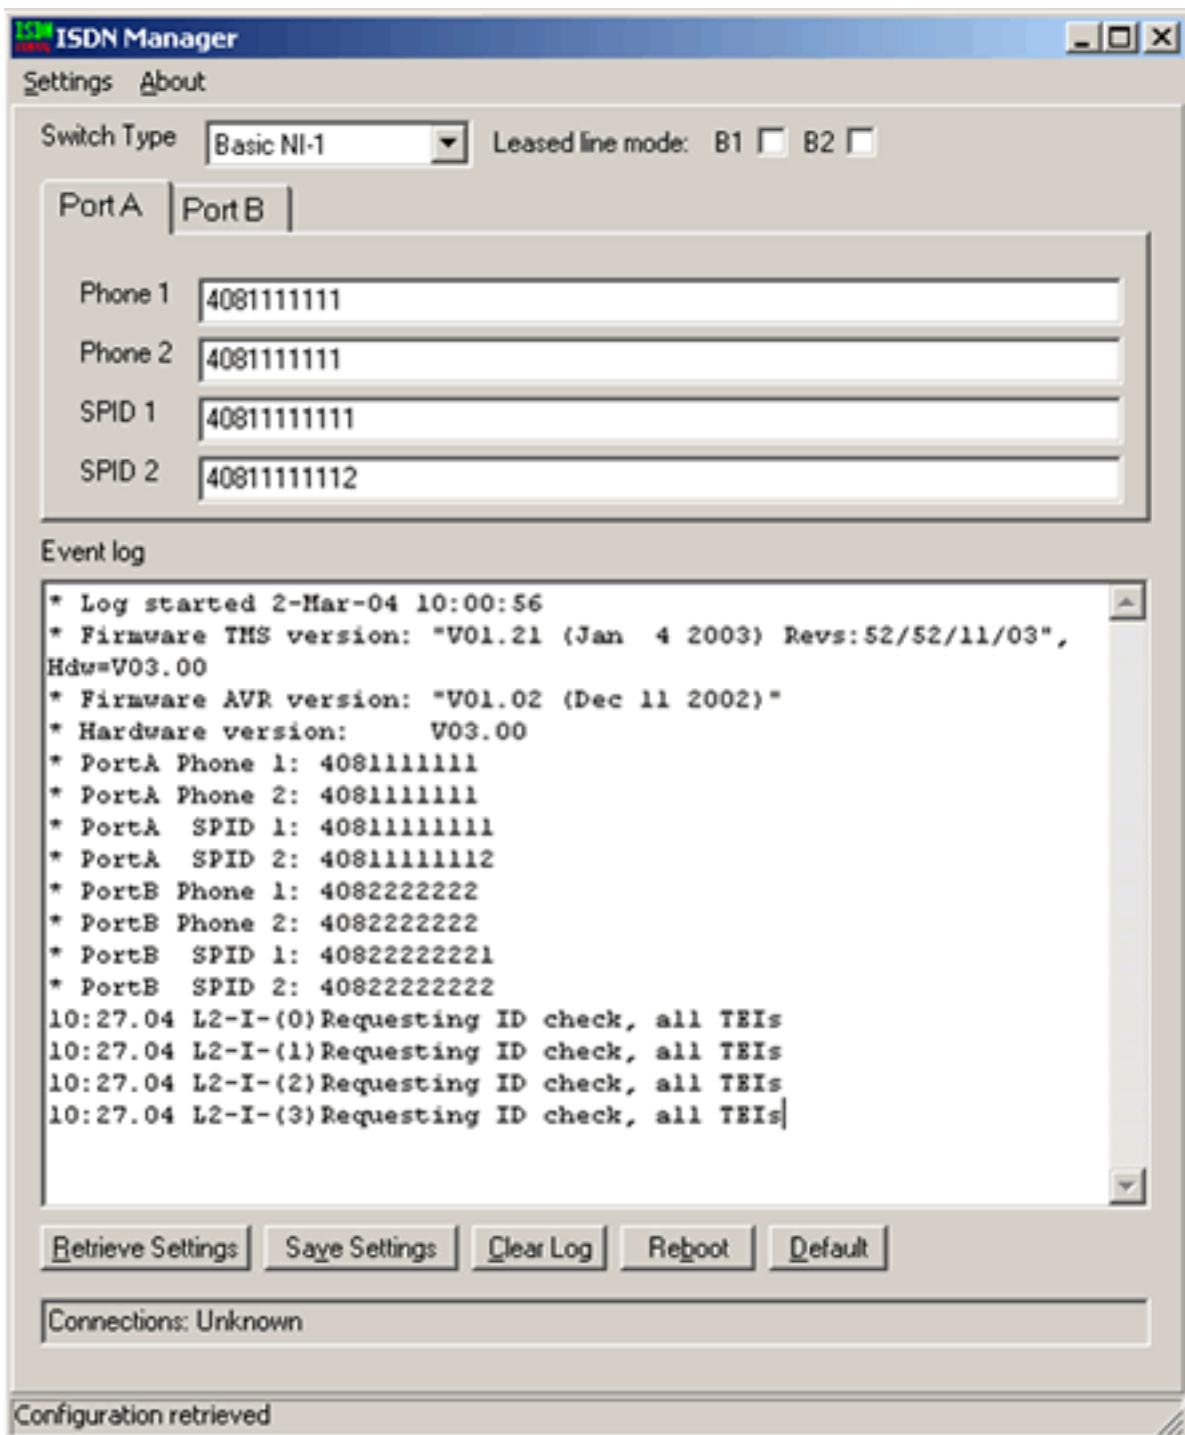 ISDN Manager
Settings About
Switch Type Basic NI-1 Leased line mode: B1 B2
Port A Port B
Phone 1 4081111111
Phone 2 4081111111
SPID 1 40811111111
SPID 2 40811111112
Event log
* Log started 2-Mar-04 10:00:56
* Firmware TMS version: "V01.21 (Jan  4 2003) Revs:52/52/11/03",
Hdw=V03.00
* Firmware AVR version: "V01.02 (Dec 11 2002)"
* Hardware version:     V03.00
* PortA Phone 1: 4081111111
* PortA Phone 2: 4081111111
* PortA  SPID 1: 40811111111
* PortA  SPID 2: 40811111112
* PortB Phone 1: 4082222222
* PortB Phone 2: 4082222222
* PortB  SPID 1: 40822222221
* PortB  SPID 2: 40822222222
10:27.04 L2-I-(0)Requesting ID check, all TEIs
10:27.04 L2-I-(1)Requesting ID check, all TEIs
10:27.04 L2-I-(2)Requesting ID check, all TEIs
10:27.04 L2-I-(3)Requesting ID check, all TEIs
Retrieve Settings Save Settings Clear Log Reboot Default
Connections: Unknown
Configuration retrieved